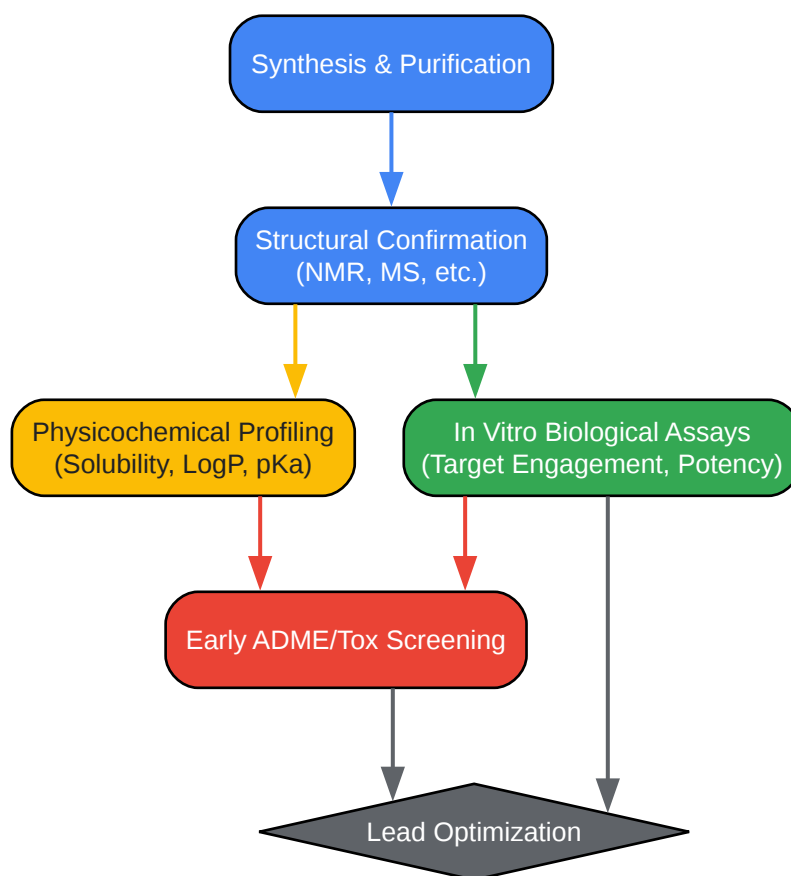 Synthesis & Purification
Structural Confirmation
(NMR, MS, etc.)
Physicochemical Profiling
(Solubility, LogP, pKa)
In Vitro Biological Assays
(Target Engagement, Potency)
Early ADME/Tox Screening
Lead Optimization